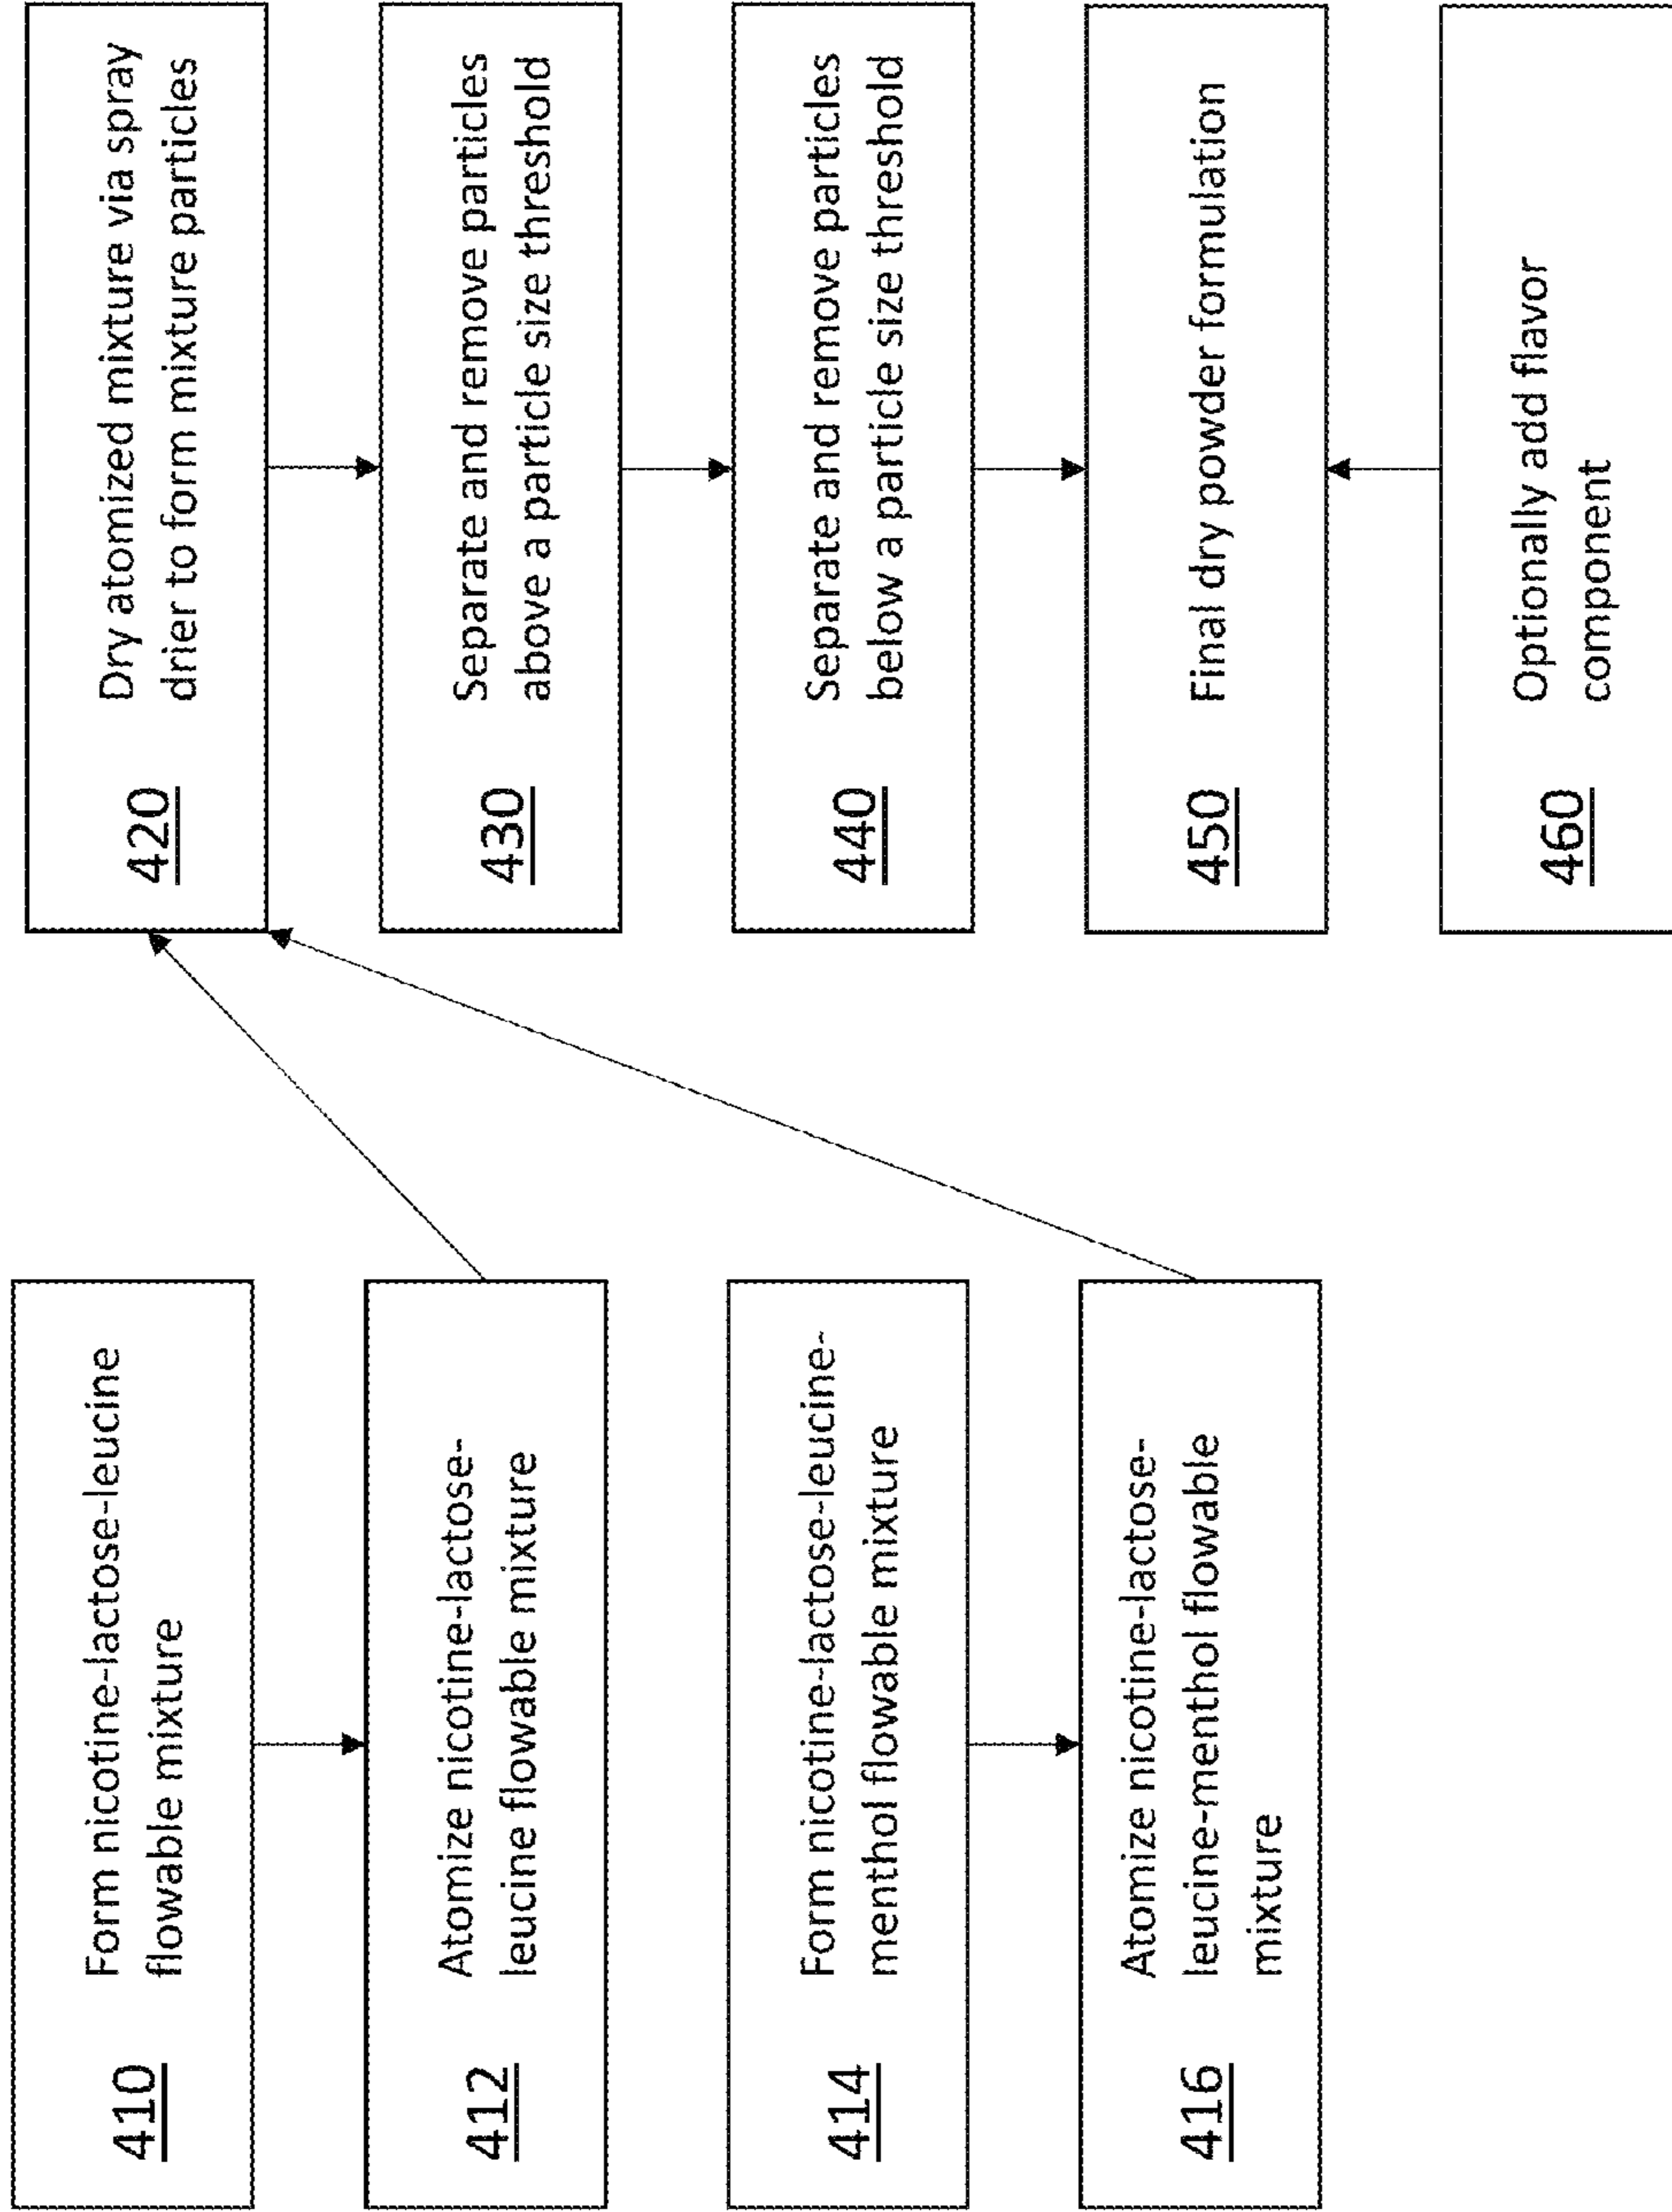 410
Form nicotine-lactose-leucine
flowable mixture
412
Atomize nicotine-lactose-
leucine flowable mixture
414
Form nicotine-lactose-leucine-
menthol flowable mixture
416
Atomize nicotine-lactose-
leucine-menthol flowable
mixture
420
Dry atomized mixture via spray
drier to form mixture particles
430
Separate and remove particles
above a particle size threshold
440
Separate and remove particles
below a particle size threshold
450
Final dry powder formulation
460
Optionally add flavor
component